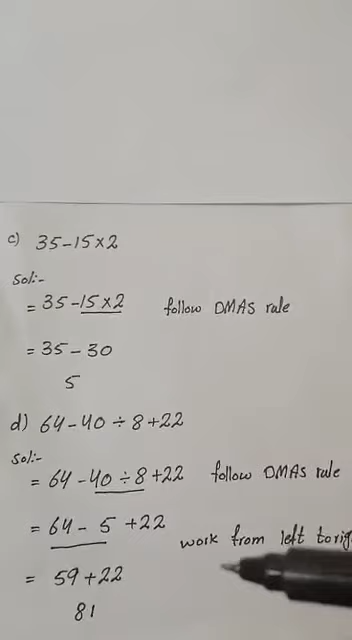 c) 35-15×2
Sol:-
= 35-15×2 follow DMAS rule
= 35-30
5
d) 64-40÷8+22
Sol:-
= 64-40÷8+22 follow DMAS rule
= 64-5+22
work from left to rig
= 59+22
81